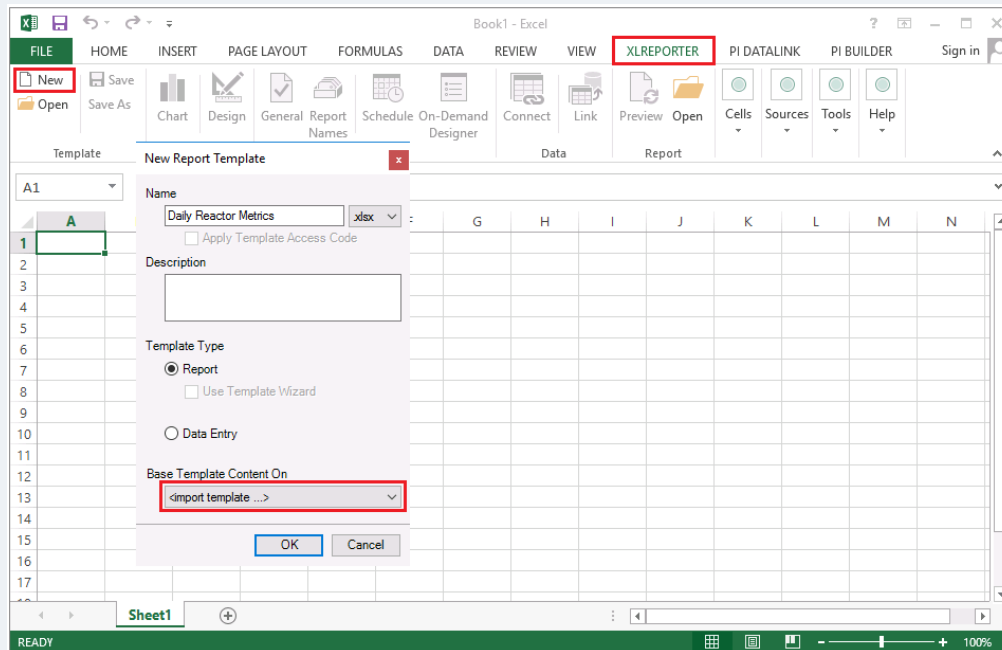 Book1 - Excel
?
FILE HOME INSERT PAGE LAYOUT FORMULAS DATA REVIEW VIEW XLREPORTER PI DATALINK PI BUILDER Sign in
New Save
Open Save As
Chart Design General Report Names Schedule On-Demand Designer Connect Link Preview Open Cells Sources Tools Help
Template Data Report
New Report Template x
A1
Name
Daily Reactor Metrics .xlsx
Apply Template Access Code
Description
Template Type
Report
Use Template Wizard
Data Entry
Base Template Content On
<import template ...>
OK Cancel
A F G H I J K L M N
1
2
3
4
5
6
7
8
9
10
11
12
13
14
15
16
17
Sheet1
READY 100%